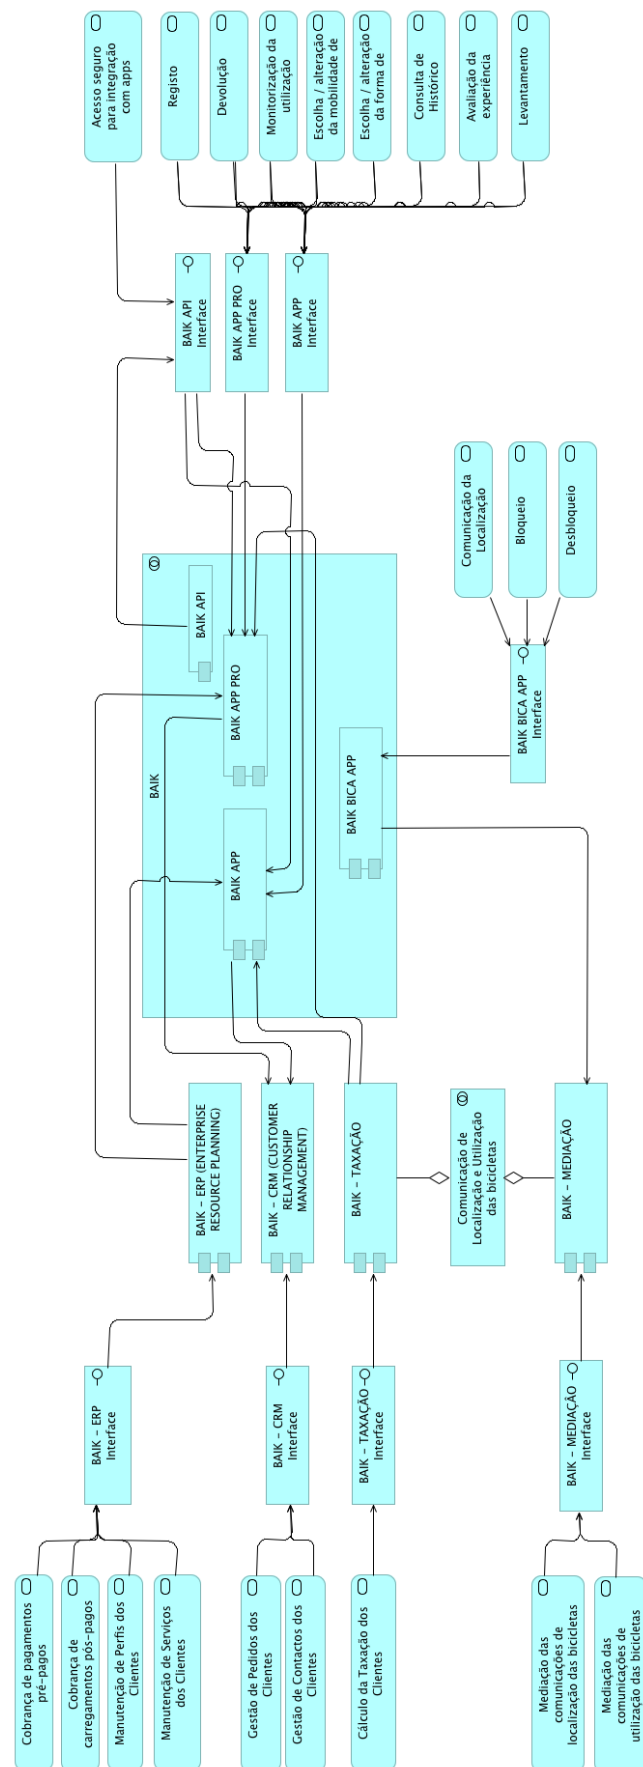 Acesso seguro
para integração
com apps
Registo
Devolução
Monitorização da
utilização
Escolha / alteração
da mobilidade de
Escolha / alteração
da forma de
Consulta de
Histórico
Avaliação da
experiência
Levantamento
BAIK API
Interface
BAIK APP PRO
Interface
BAIK APP
Interface
Comunicação da
Localização
Bloqueio
Desbloqueio
BAIK BICA APP
Interface
BAIK
BAIK API
BAIK APP PRO
BAIK APP
BAIK BICA APP
BAIK – ERP (ENTERPRISE
RESOURCE PLANNING)
BAIK – CRM (CUSTOMER
RELATIONSHIP
MANAGEMENT)
BAIK – TAXAÇÃO
Comunicação de
Localização e Utilização
das bicicletas
BAIK – MEDIAÇÃO
BAIK – ERP
Interface
BAIK – CRM
Interface
BAIK – TAXAÇÃO
Interface
BAIK – MEDIAÇÃO
Interface
Cobrança de pagamentos
pré-pagos
Cobrança de
carregamentos pós-pagos
Manutenção de Perfis dos
Clientes
Manutenção de Serviços
dos Clientes
Gestão de Pedidos dos
Clientes
Gestão de Contactos dos
Clientes
Cálculo da Taxação dos
Clientes
Mediação das
comunicações de
localização das bicicletas
Mediação das
comunicações de
utilização das bicicletas